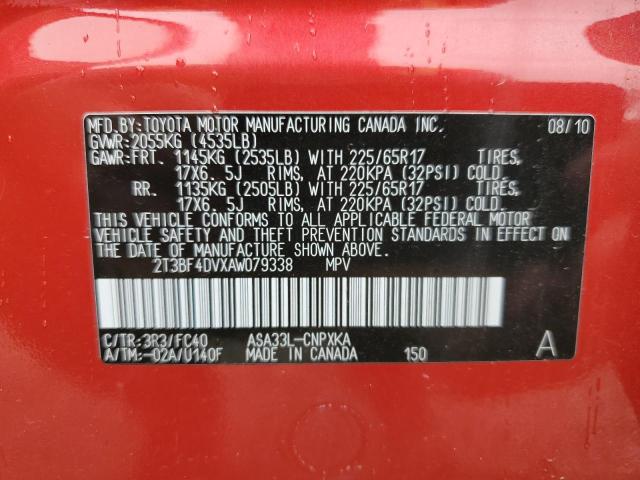 MFD.BY:TOYOTA MOTOR MANUFACTURING CANADA INC. 08/10
GVWR:2055KG (4535LB)
GAWR:FRT. 1145KG (2535LB) WITH 225/65R17 TIRES,
17X6.5J RIMS, AT 220KPA (32PSI) COLD.
RR. 1135KG (2505LB) WITH 225/65R17 TIRES,
17X6.5J RIMS, AT 220KPA (32PSI) COLD.
THIS VEHICLE CONFORMS TO ALL APPLICABLE FEDERAL MOTOR
VEHICLE SAFETY AND THEFT PREVENTION STANDARDS IN EFFECT ON
THE DATE OF MANUFACTURE SHOWN ABOVE.
2T3BF4DVXAW079338 MPV
C/TR:3R3/FC40 ASA33L-CNPXKA
A/TM:-02A/U140F MADE IN CANADA 150 A